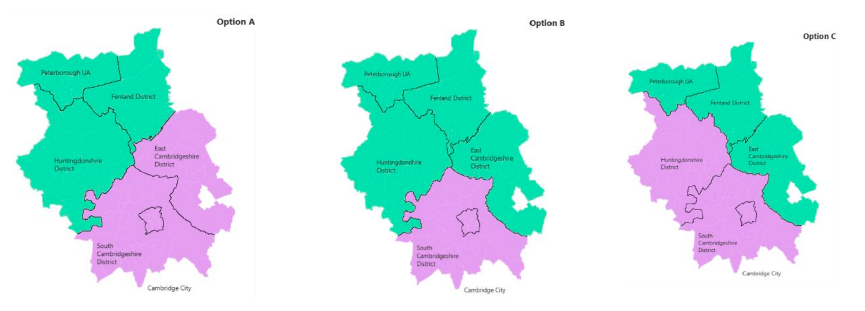 Option A
Peterborough UA
Fenland District
East
Cambridgeshire
District
Huntingdonshire
District
South
Cambridgeshire
District
Cambridge City
Option B
Peterborough UA
Fenland District
East
Cambridgeshire
District
Huntingdonshire
District
South
Cambridgeshire
District
Cambridge City
Option C
Peterborough UA
Fenland District
East
Cambridgeshire
District
Huntingdonshire
District
South
Cambridgeshire
District
Cambridge City